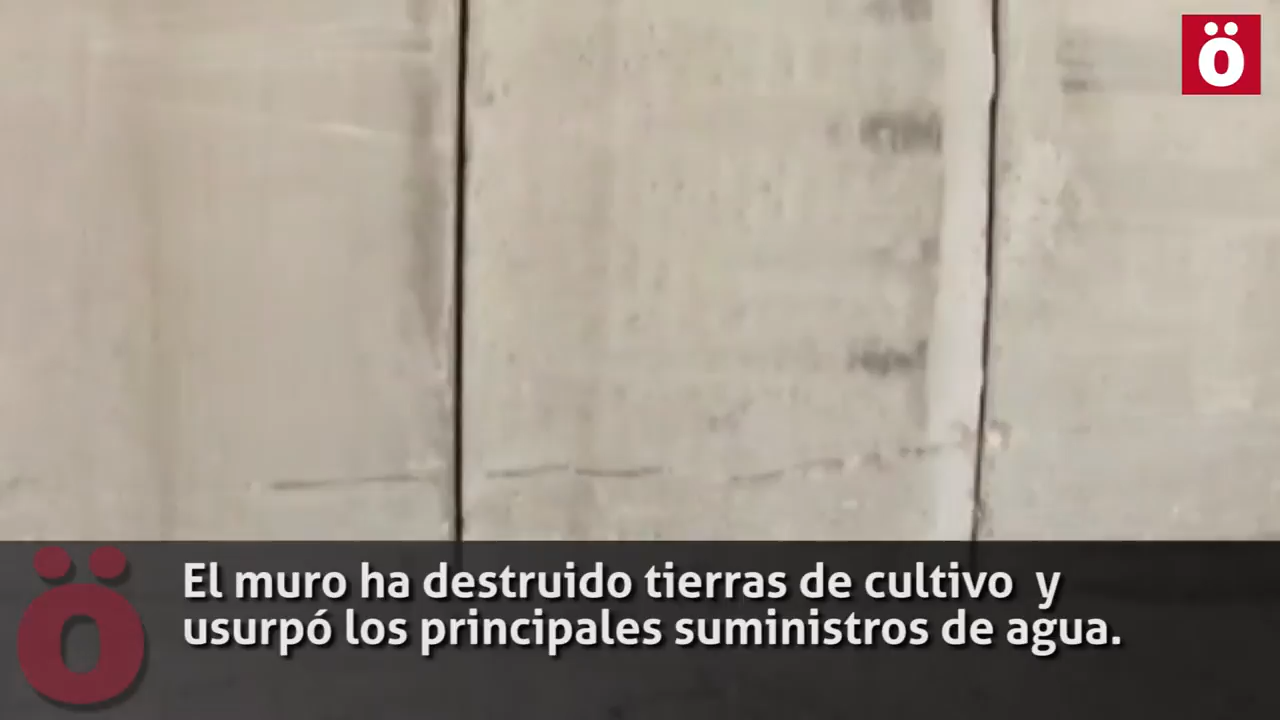 ö
El muro ha destruido tierras de cultivo y
usurpó los principales suministros de agua.
ö